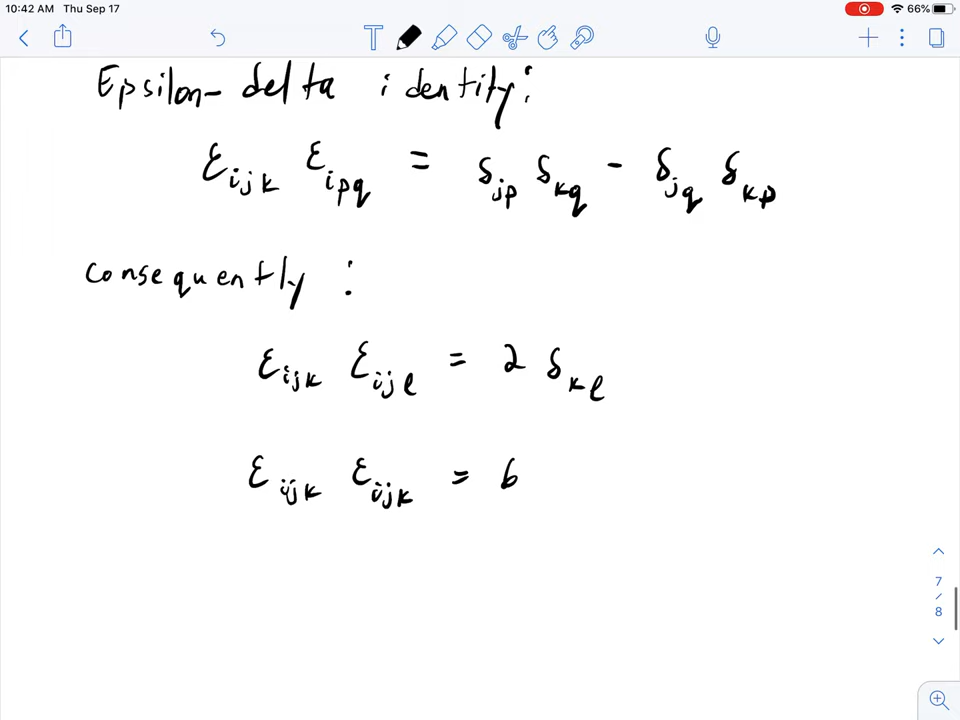 10:42 AM Thu Sep 17
66%
T
Epsilon-delta identity:
εijk εipq = δjp δkq - δjq δkp
consequently :
εijk εijl = 2 δkl
εijk εijk = 6
7
/
8